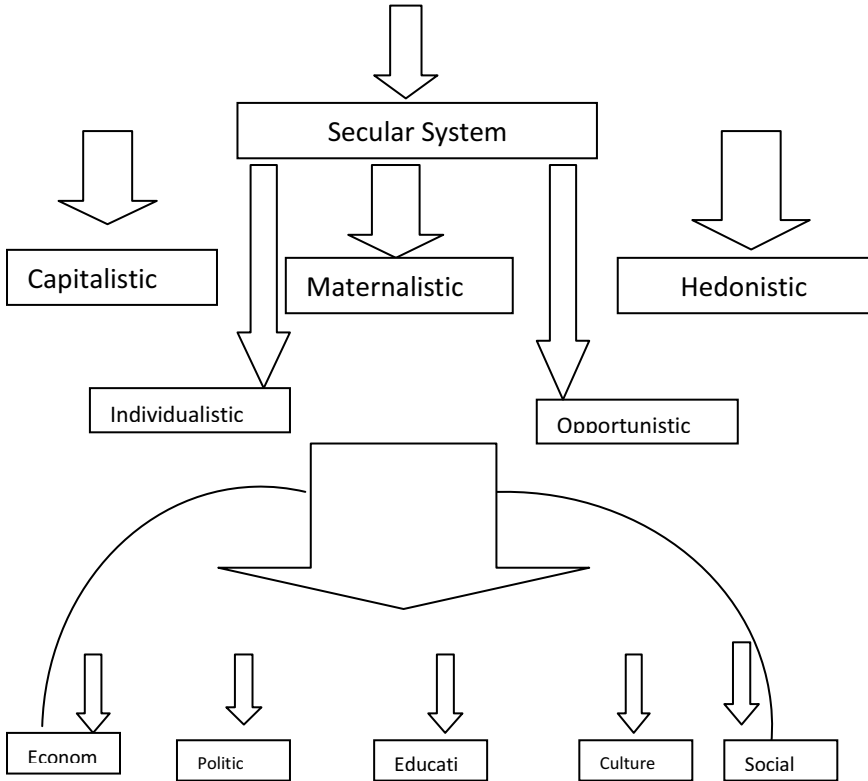 Secular System
Capitalistic
Maternalistic
Hedonistic
Individualistic
Opportunistic
Econom
Politic
Educati
Culture
Social